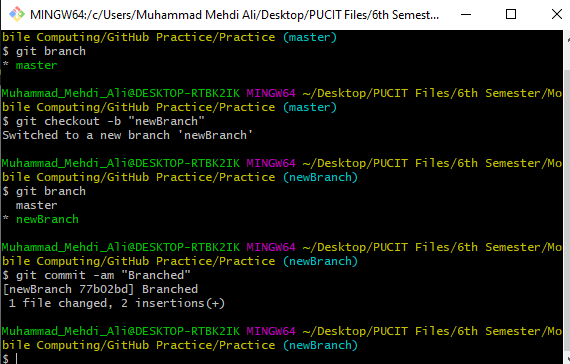 MINGW64:/c/Users/Muhammad Mehdi Ali/Desktop/PUCIT Files/6th Semest...
bile Computing/GitHub Practice/Practice (master)
$ git branch
* master
Muhammad_Mehdi_Ali@DESKTOP-RTBK2IK MINGW64 ~/Desktop/PUCIT Files/6th Semester/Mo
bile Computing/GitHub Practice/Practice (master)
$ git checkout -b "newBranch"
Switched to a new branch 'newBranch'
Muhammad_Mehdi_Ali@DESKTOP-RTBK2IK MINGW64 ~/Desktop/PUCIT Files/6th Semester/Mo
bile Computing/GitHub Practice/Practice (newBranch)
$ git branch
master
* newBranch
Muhammad_Mehdi_Ali@DESKTOP-RTBK2IK MINGW64 ~/Desktop/PUCIT Files/6th Semester/Mo
bile Computing/GitHub Practice/Practice (newBranch)
$ git commit -am "Branched"
[newBranch 77b02bd] Branched
1 file changed, 2 insertions(+)
Muhammad_Mehdi_Ali@DESKTOP-RTBK2IK MINGW64 ~/Desktop/PUCIT Files/6th Semester/Mo
bile Computing/GitHub Practice/Practice (newBranch)
$